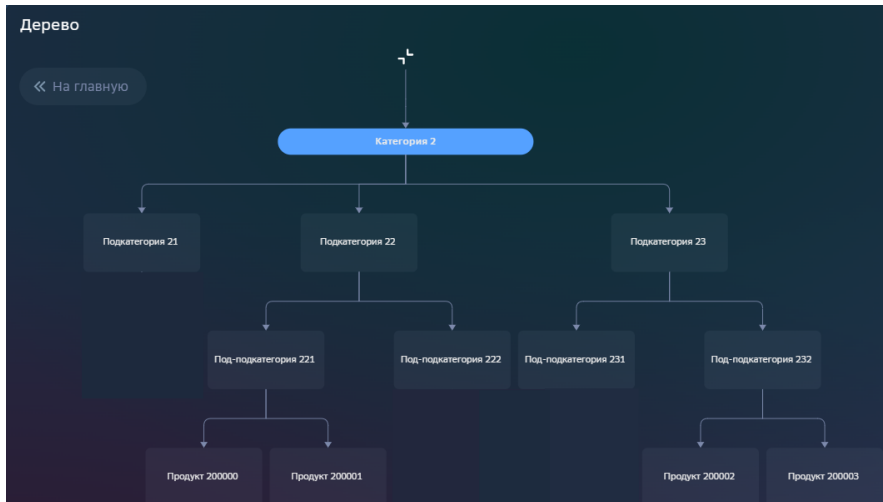 Дерево
На главную
Категория 2
Подкатегория 21
Подкатегория 22
Подкатегория 23
Под-подкатегория 221
Под-подкатегория 222
Под-подкатегория 231
Под-подкатегория 232
Продукт 200000
Продукт 200001
Продукт 200002
Продукт 200003